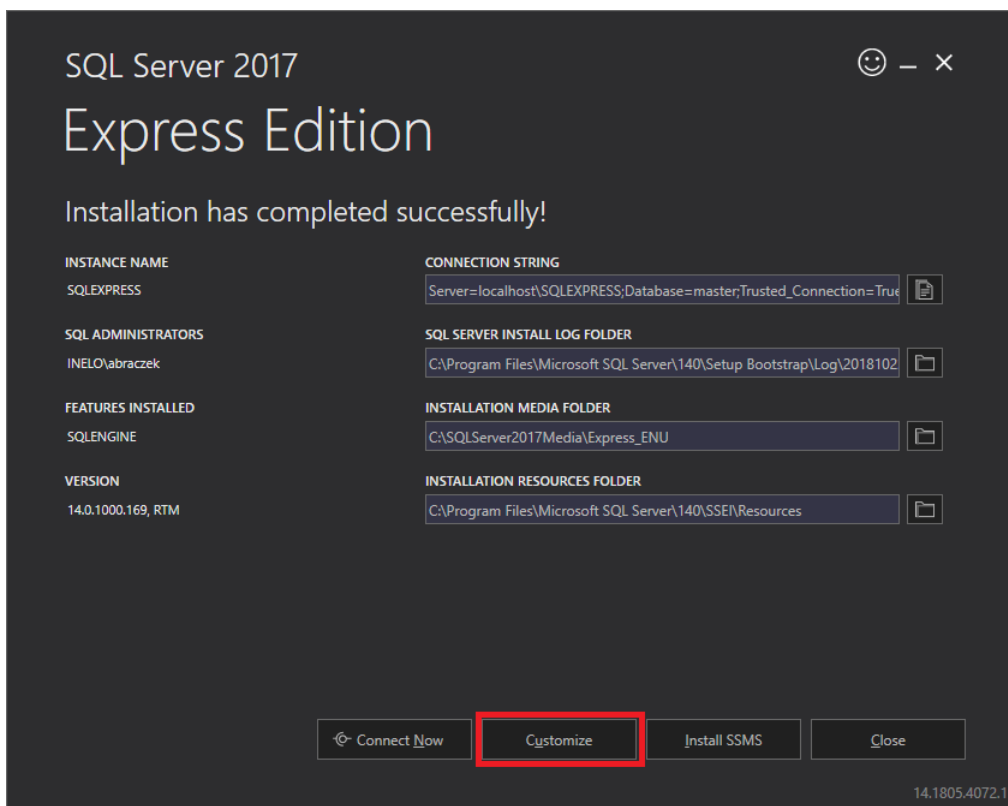 SQL Server 2017
Express Edition
Installation has completed successfully!
INSTANCE NAME
SQLEXPRESS
CONNECTION STRING
Server=localhost\SQLEXPRESS;Database=master;Trusted_Connection=True
SQL ADMINISTRATORS
INELO\abraczek
SQL SERVER INSTALL LOG FOLDER
C:\Program Files\Microsoft SQL Server\140\Setup Bootstrap\Log\2018102
FEATURES INSTALLED
SQLENGINE
INSTALLATION MEDIA FOLDER
C:\SQLServer2017Media\Express_ENU
VERSION
14.0.1000.169, RTM
INSTALLATION RESOURCES FOLDER
C:\Program Files\Microsoft SQL Server\140\SSEI\Resources
Connect Now
Customize
Install SSMS
Close
14.1805.4072.1